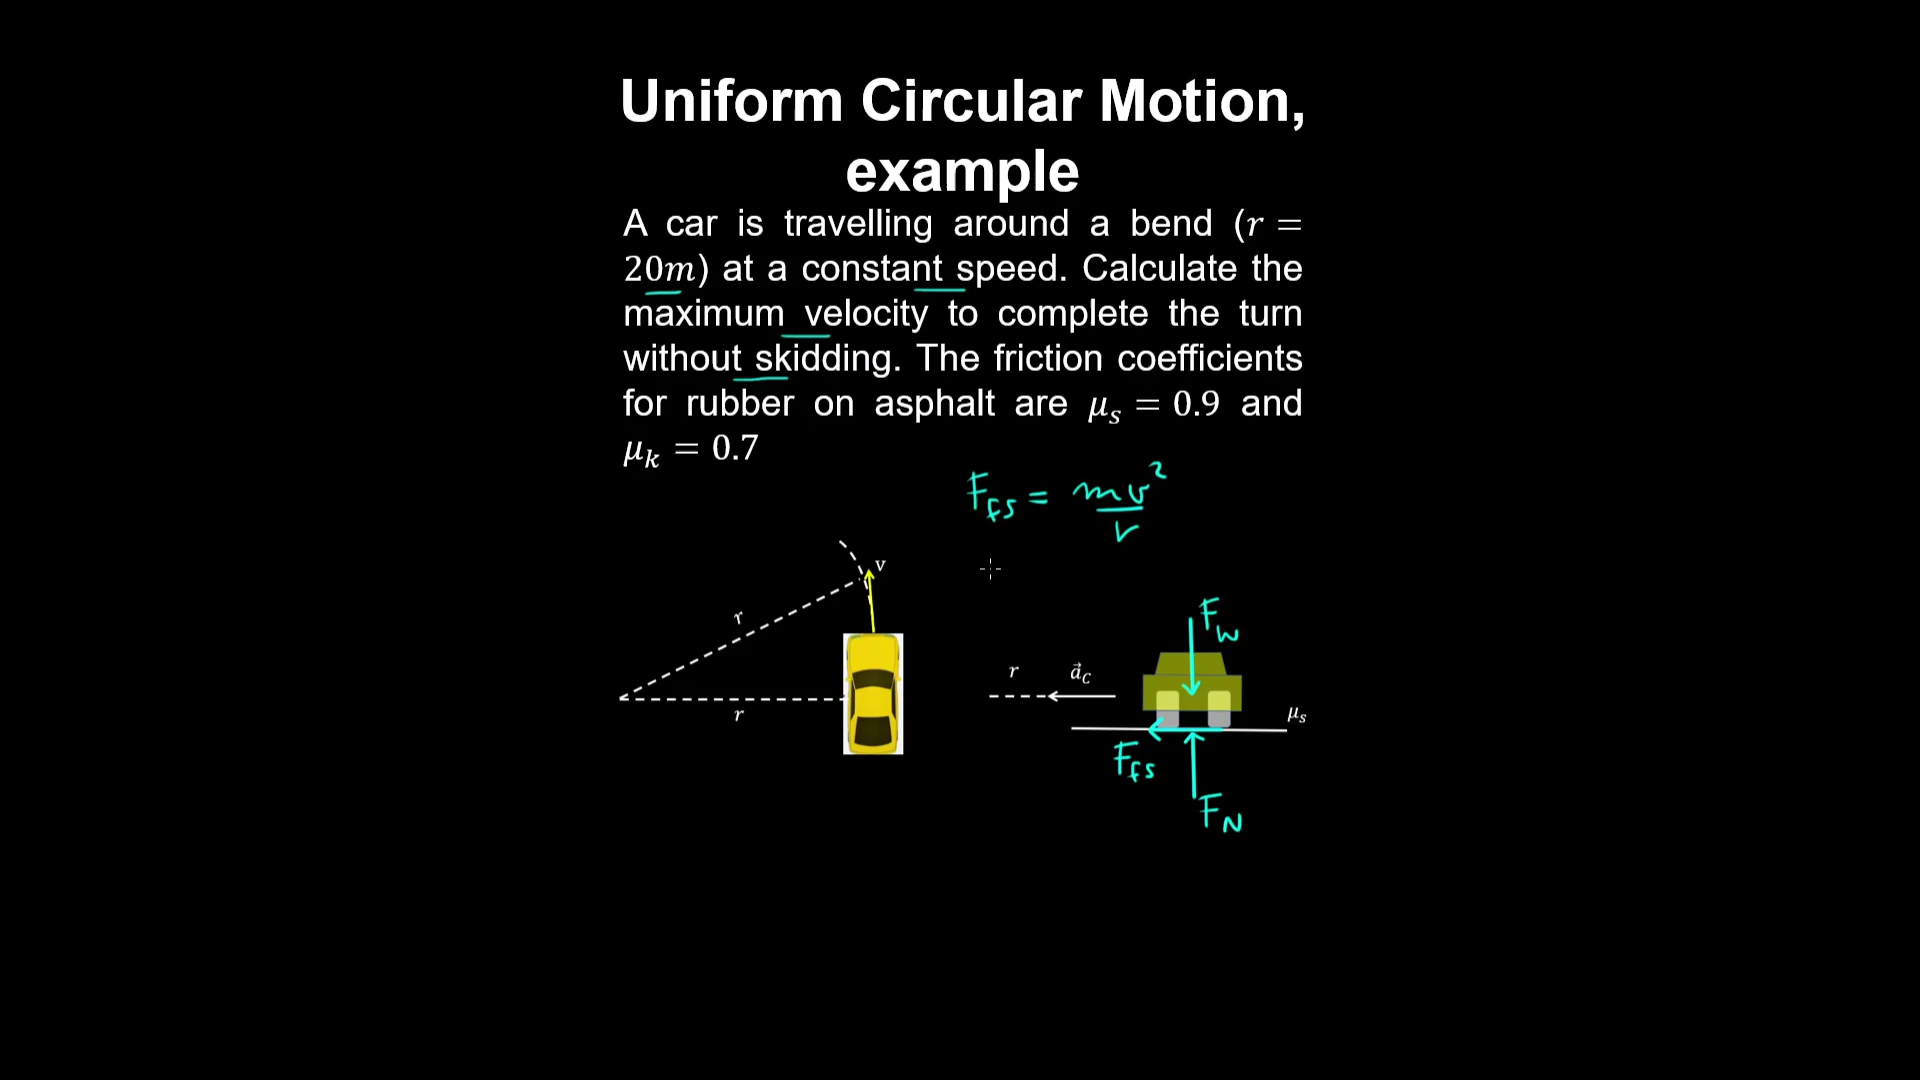 Uniform Circular Motion,
example
A car is travelling around a bend (r =
20m) at a constant speed. Calculate the
maximum velocity to complete the turn
without skidding. The friction coefficients
for rubber on asphalt are μs = 0.9 and
μk = 0.7
Ffs = mv²/r
v
r
r
Fw
r
a⃗C
μs
Ffs
FN